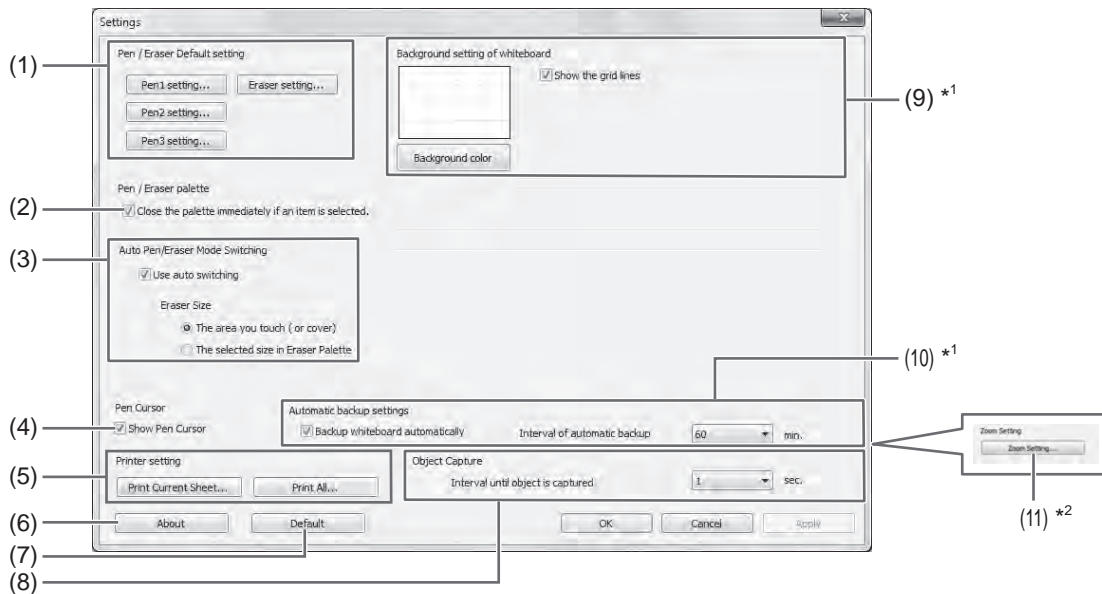 Settings
(1)
Pen / Eraser Default setting
Pen1 setting...
Eraser setting...
Pen2 setting...
Pen3 setting...
Background setting of whiteboard
Show the grid lines
Background color
(9) *1
Pen / Eraser palette
(2)
Close the palette immediately if an item is selected.
(3)
Auto Pen/Eraser Mode Switching
Use auto switching
Eraser Size
The area you touch ( or cover)
The selected size in Eraser Palette
(10) *1
Pen Cursor
(4)
Show Pen Cursor
Automatic backup settings
Backup whiteboard automatically
Interval of automatic backup
60
min.
Zoom Setting
Zoom Setting...
(11) *2
(5)
Printer setting
Print Current Sheet...
Print All...
Object Capture
Interval until object is captured
1
sec.
(6)
About
Default
OK
Cancel
Apply
(7)
(8)